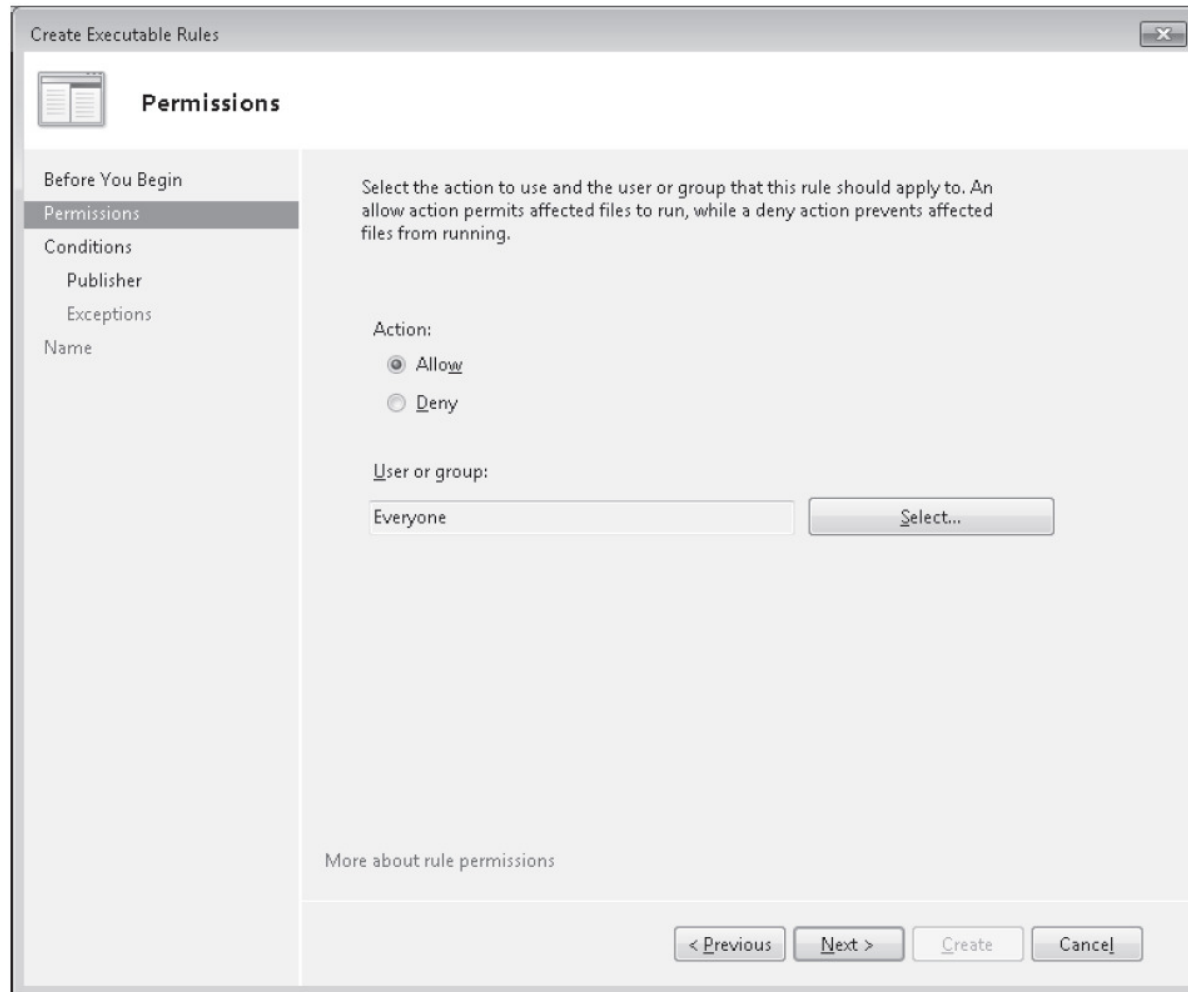 Create Executable Rules
Permissions
Before You Begin
Permissions
Conditions
Publisher
Exceptions
Name
Select the action to use and the user or group that this rule should apply to. An
allow action permits affected files to run, while a deny action prevents affected
files from running.
Action:
Allow
Deny
User or group:
Everyone
Select...
More about rule permissions
< Previous
Next >
Create
Cancel